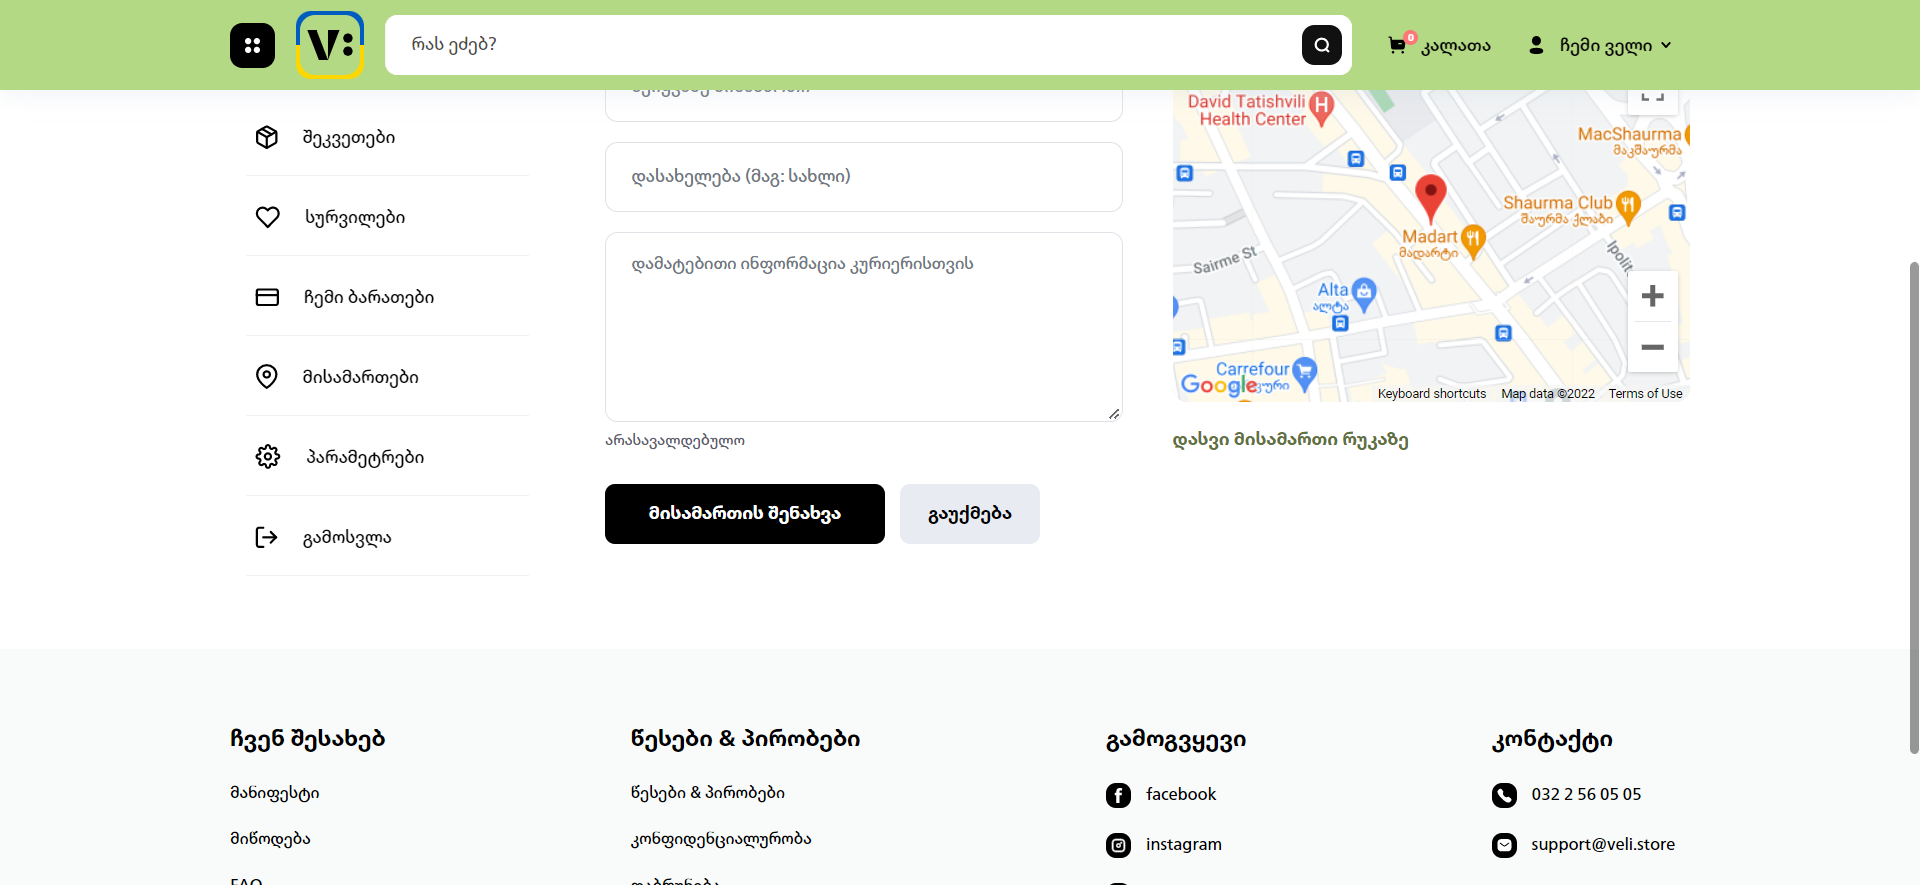 V:
რას ეძებ?
0
კალათა
ჩემი ველი
შეკვეთები
სურვილები
ჩემი ბარათები
მისამართები
პარამეტრები
გამოსვლა
დასახელება (მაგ: სახლი)
დამატებითი ინფორმაცია კურიერისთვის
არასავალდებულო
მისამართის შენახვა
გაუქმება
David Tatishvili
Health Center
H
MacShaurma
მაკშაურმა
Shaurma Club
შაურმა ქლაბი
Madart
მადარტი
Sairme St
Ipolit
Alta
ალტა
Carrefour
Google
Keyboard shortcuts
Map data ©2022
Terms of Use
დასვი მისამართი რუკაზე
ჩვენ შესახებ
მანიფესტი
მიწოდება
FAQ
წესები & პირობები
წესები & პირობები
კონფიდენციალურობა
დაბრუნება
გამოგვყევი
facebook
instagram
კონტაქტი
032 2 56 05 05
support@veli.store